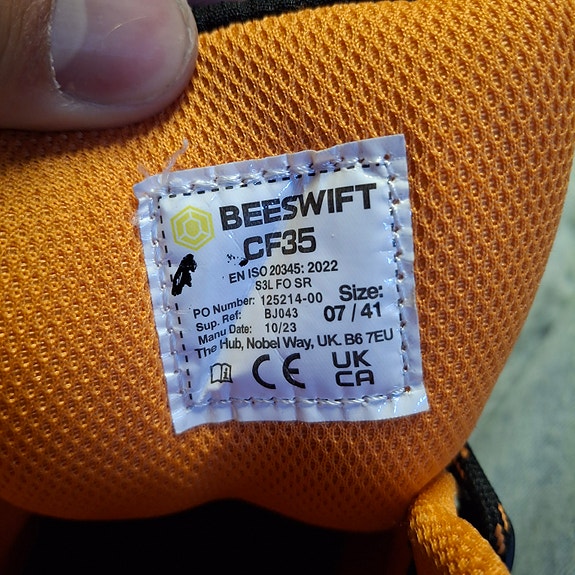 BEESWIFT
CF35
EN ISO 20345: 2022
S3L FO SR
PO Number: 125214-00
Sup. Ref: BJ043
Manu Date: 10/23
Size:
07 / 41
The Hub, Nobel Way, UK. B6 7EU
CE
UK
CA